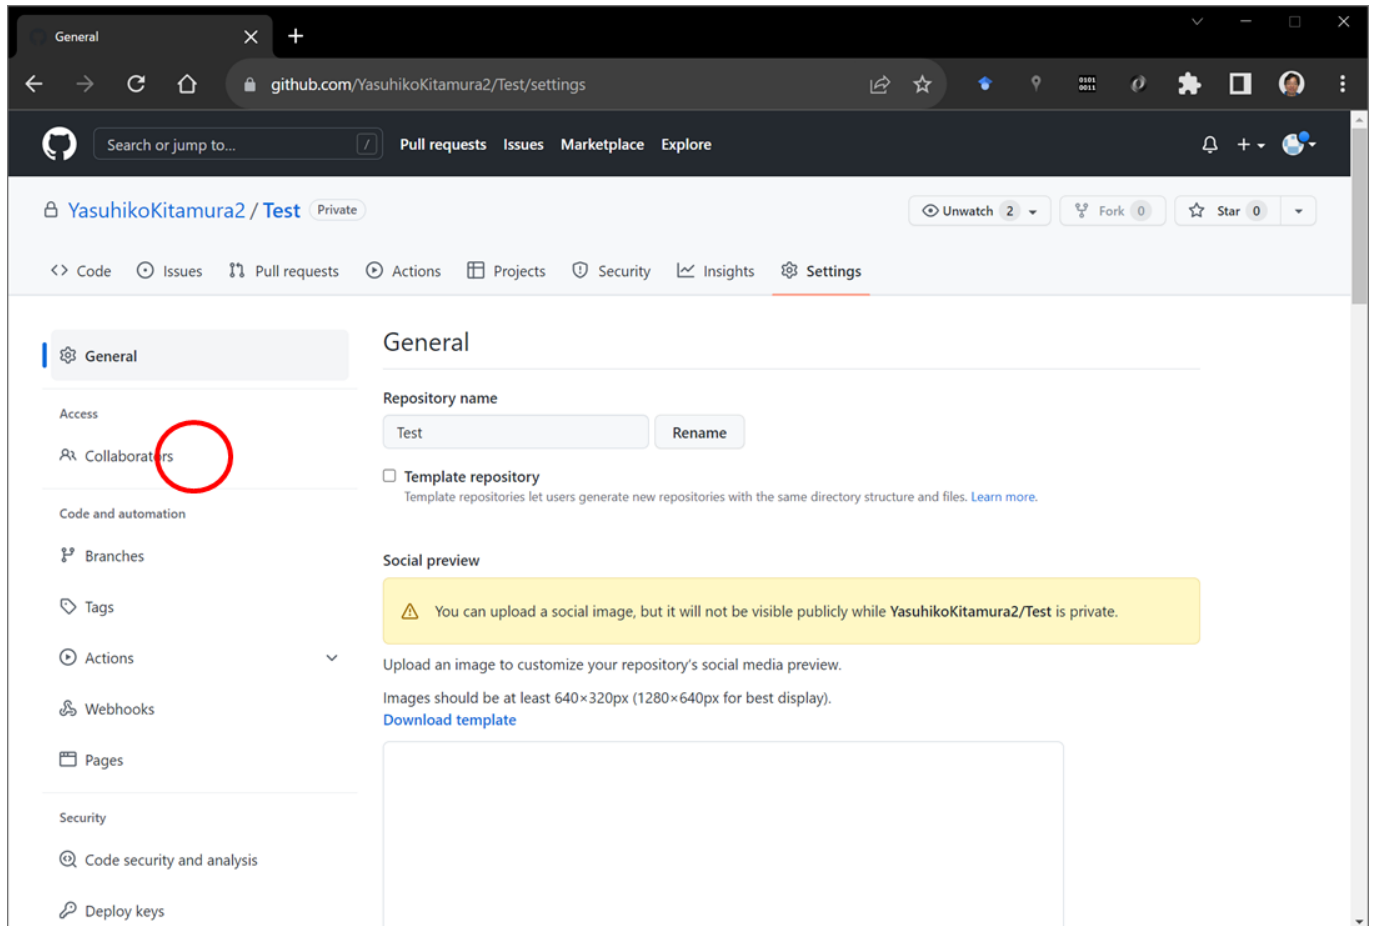 General
github.com/YasuhikoKitamura2/Test/settings
0101
0011
Search or jump to... / Pull requests Issues Marketplace Explore
YasuhikoKitamura2 / Test Private Unwatch 2 Fork 0 Star 0
Code Issues Pull requests Actions Projects Security Insights Settings
General
Access
Collaborators
Code and automation
Branches
Tags
Actions
Webhooks
Pages
Security
Code security and analysis
Deploy keys
General
Repository name
Test Rename
Template repository
Template repositories let users generate new repositories with the same directory structure and files. Learn more.
Social preview
You can upload a social image, but it will not be visible publicly while YasuhikoKitamura2/Test is private.
Upload an image to customize your repository's social media preview.
Images should be at least 640×320px (1280×640px for best display).
Download template